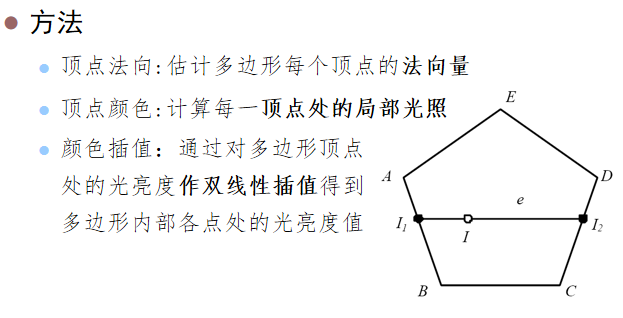 方法
顶点法向:估计多边形每个顶点的法向量
顶点颜色:计算每一顶点处的局部光照
颜色插值：通过对多边形顶点
处的光亮度作双线性插值得到
多边形内部各点处的光亮度值
E
A
D
e
I₁
I
I₂
B
C